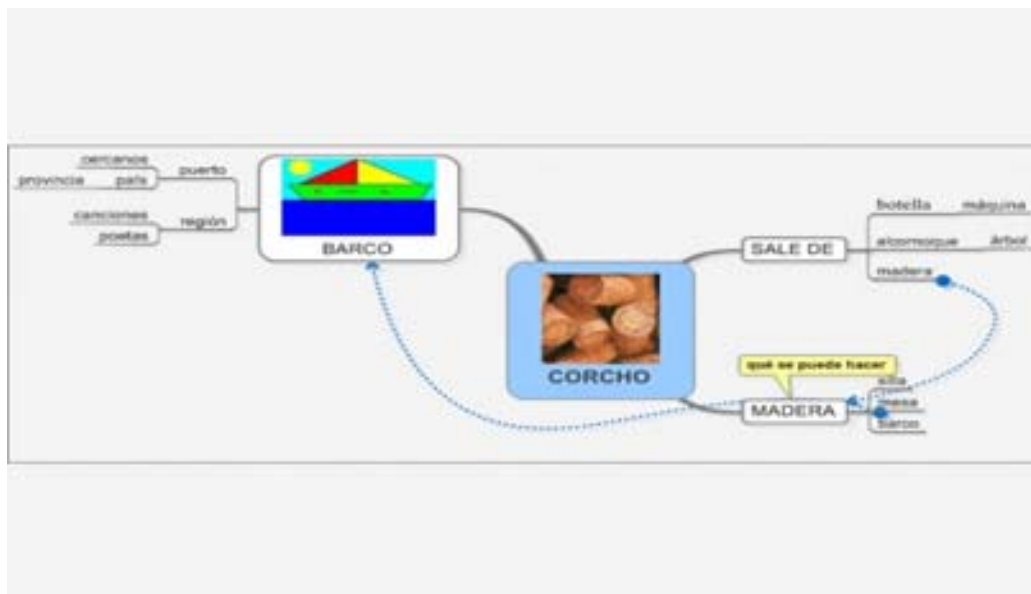 cercanos
provincia país
puerto
canciones
región
poetas
BARCO
CORCHO
SALE DE
botella máquina
alcornoque árbol
madera
qué se puede hacer
MADERA
silla
mesa
barco